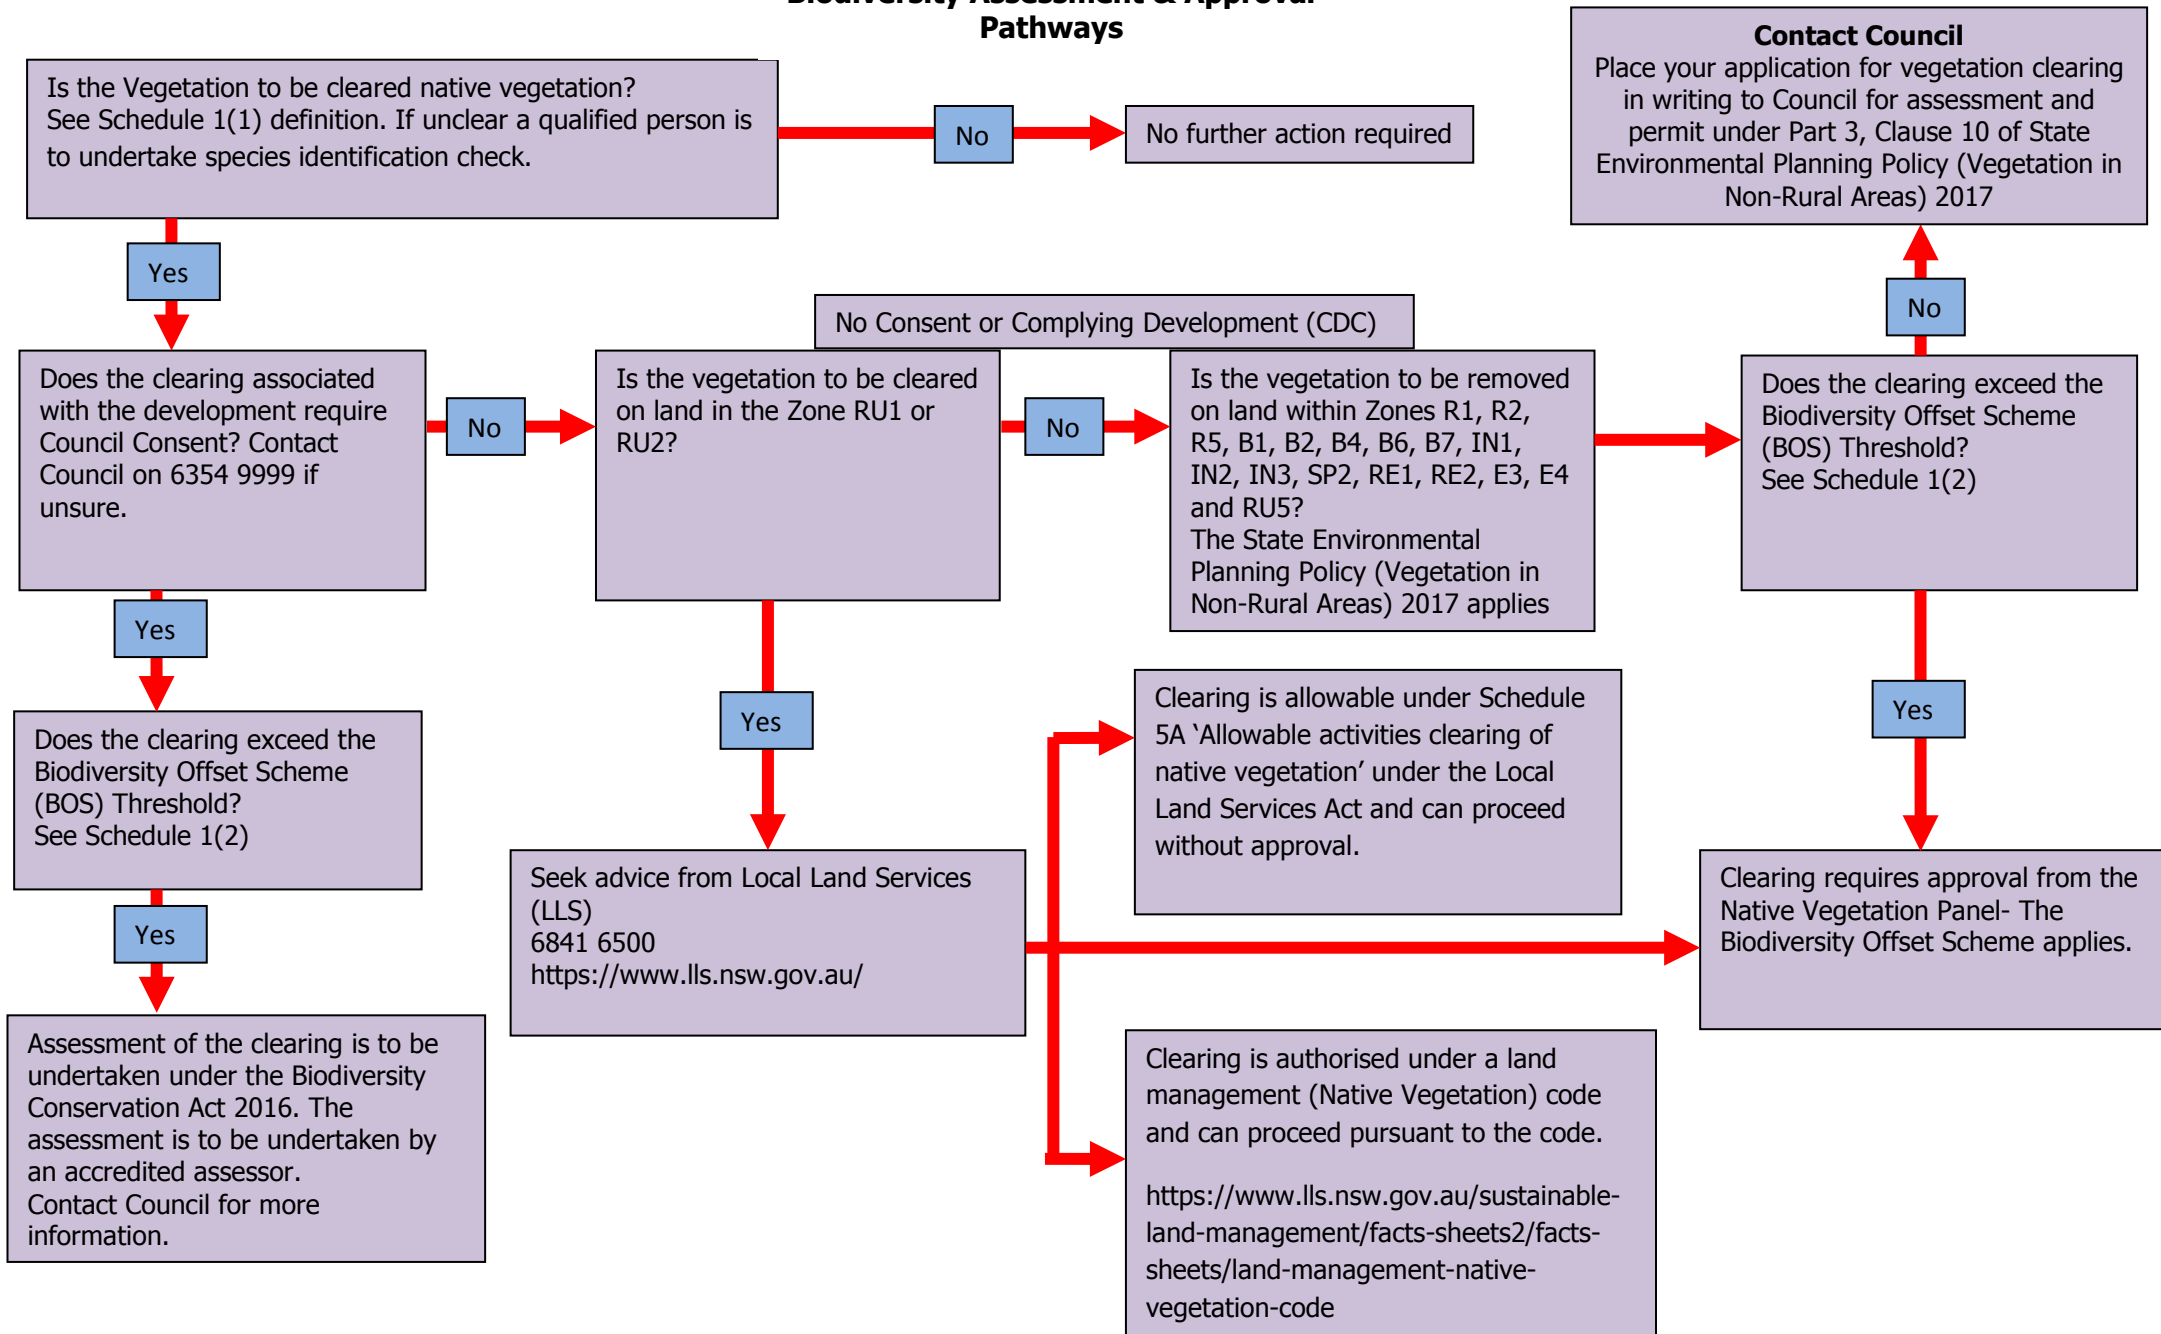 Biodiversity Assessment & Approval
Pathways
Contact Council
Place your application for vegetation clearing
in writing to Council for assessment and
permit under Part 3, Clause 10 of State
Environmental Planning Policy (Vegetation in
Non-Rural Areas) 2017
Is the Vegetation to be cleared native vegetation?
See Schedule 1(1) definition. If unclear a qualified person is
to undertake species identification check.
No
No further action required
Yes
No
No Consent or Complying Development (CDC)
Does the clearing associated
with the development require
Council Consent? Contact
Council on 6354 9999 if
unsure.
No
Is the vegetation to be cleared
on land in the Zone RU1 or
RU2?
No
Is the vegetation to be removed
on land within Zones R1, R2,
R5, B1, B2, B4, B6, B7, IN1,
IN2, IN3, SP2, RE1, RE2, E3, E4
and RU5?
The State Environmental
Planning Policy (Vegetation in
Non-Rural Areas) 2017 applies
Does the clearing exceed the
Biodiversity Offset Scheme
(BOS) Threshold?
See Schedule 1(2)
Yes
Yes
Yes
Does the clearing exceed the
Biodiversity Offset Scheme
(BOS) Threshold?
See Schedule 1(2)
Clearing is allowable under Schedule
5A ‘Allowable activities clearing of
native vegetation’ under the Local
Land Services Act and can proceed
without approval.
Yes
Seek advice from Local Land Services
(LLS)
6841 6500
https://www.lls.nsw.gov.au/
Clearing requires approval from the
Native Vegetation Panel- The
Biodiversity Offset Scheme applies.
Assessment of the clearing is to be
undertaken under the Biodiversity
Conservation Act 2016. The
assessment is to be undertaken by
an accredited assessor.
Contact Council for more
information.
Clearing is authorised under a land
management (Native Vegetation) code
and can proceed pursuant to the code.
https://www.lls.nsw.gov.au/sustainable-
land-management/facts-sheets2/facts-
sheets/land-management-native-
vegetation-code